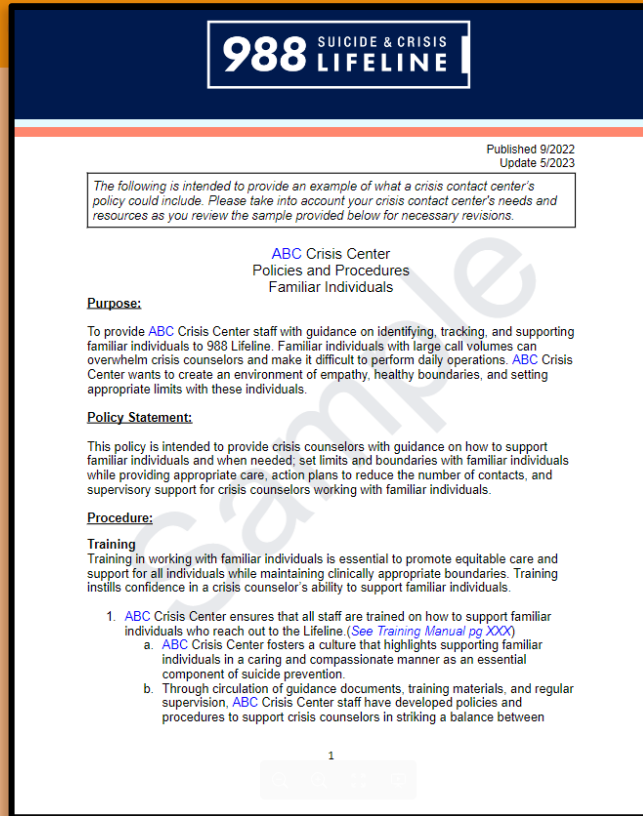 988 SUICIDE & CRISIS
LIFELINE
Published 9/2022
Update 5/2023
The following is intended to provide an example of what a crisis contact center's
policy could include. Please take into account your crisis contact center's needs and
resources as you review the sample provided below for necessary revisions.
ABC Crisis Center
Policies and Procedures
Familiar Individuals
Purpose:
To provide ABC Crisis Center staff with guidance on identifying, tracking, and supporting
familiar individuals to 988 Lifeline. Familiar individuals with large call volumes can
overwhelm crisis counselors and make it difficult to perform daily operations. ABC Crisis
Center wants to create an environment of empathy, healthy boundaries, and setting
appropriate limits with these individuals.
Policy Statement:
This policy is intended to provide crisis counselors with guidance on how to support
familiar individuals and when needed; set limits and boundaries with familiar individuals
while providing appropriate care, action plans to reduce the number of contacts, and
supervisory support for crisis counselors working with familiar individuals.
Procedure:
Training
Training in working with familiar individuals is essential to promote equitable care and
support for all individuals while maintaining clinically appropriate boundaries. Training
instills confidence in a crisis counselor's ability to support familiar individuals.
1. ABC Crisis Center ensures that all staff are trained on how to support familiar
individuals who reach out to the Lifeline.(See Training Manual pg XXX)
a. ABC Crisis Center fosters a culture that highlights supporting familiar
individuals in a caring and compassionate manner as an essential
component of suicide prevention.
b. Through circulation of guidance documents, training materials, and regular
supervision, ABC Crisis Center staff have developed policies and
procedures to support crisis counselors in striking a balance between
1
Sample